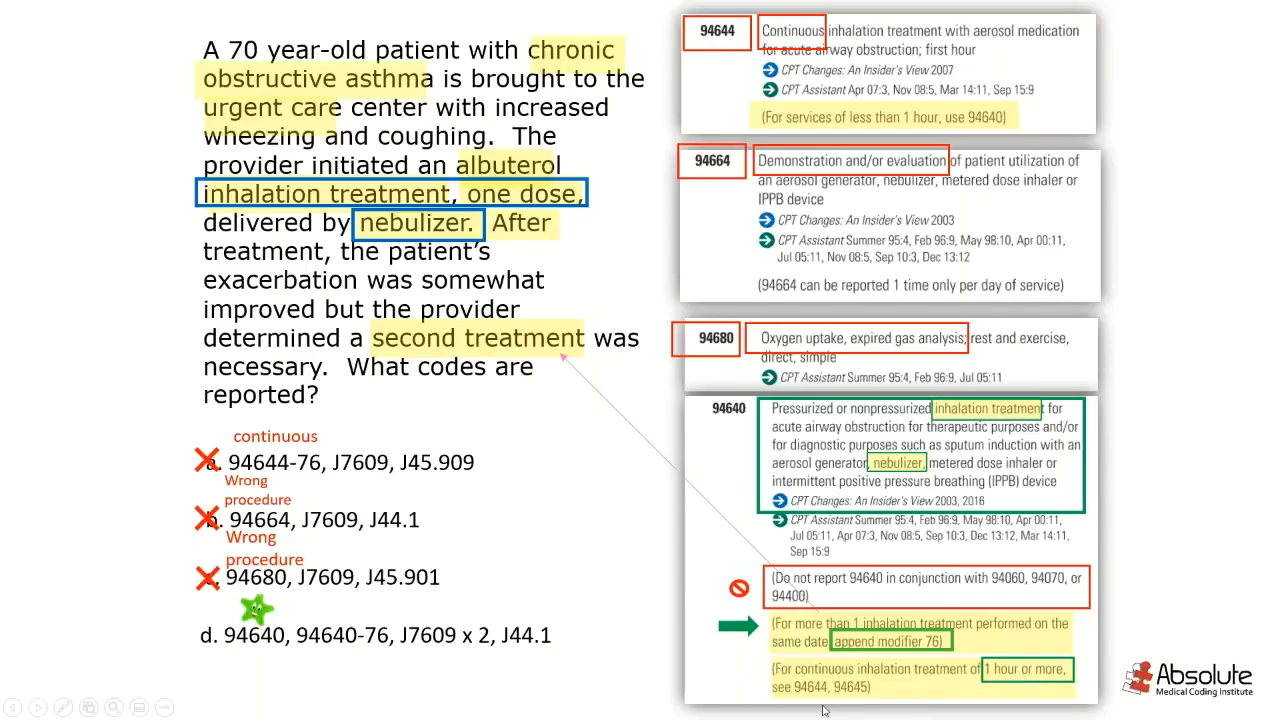 A 70 year-old patient with chronic
obstructive asthma is brought to the
urgent care center with increased
wheezing and coughing. The
provider initiated an albuterol
inhalation treatment, one dose,
delivered by nebulizer. After
treatment, the patient’s
exacerbation was somewhat
improved but the provider
determined a second treatment was
necessary. What codes are
reported?
continuous
a. 94644-76, J7609, J45.909
Wrong
procedure
b. 94664, J7609, J44.1
Wrong
procedure
c. 94680, J7609, J45.901
d. 94640, 94640-76, J7609 x 2, J44.1
94644 Continuous inhalation treatment with aerosol medication
for acute airway obstruction; first hour
CPT Changes: An Insider's View 2007
CPT Assistant Apr 07:3, Nov 08:5, Mar 14:11, Sep 15:9
(For services of less than 1 hour, use 94640)
94664 Demonstration and/or evaluation of patient utilization of
an aerosol generator, nebulizer, metered dose inhaler or
IPPB device
CPT Changes: An Insider's View 2003
CPT Assistant Summer 95:4, Feb 96:9, May 98:10, Apr 00:11,
Jul 05:11, Nov 08:5, Sep 10:3, Dec 13:12
(94664 can be reported 1 time only per day of service)
94680 Oxygen uptake, expired gas analysis; rest and exercise,
direct, simple
CPT Assistant Summer 95:4, Feb 96:9, Jul 05:11
94640 Pressurized or nonpressurized inhalation treatment for
acute airway obstruction for therapeutic purposes and/or
for diagnostic purposes such as sputum induction with an
aerosol generator, nebulizer, metered dose inhaler or
intermittent positive pressure breathing (IPPB) device
CPT Changes: An Insider's View 2003, 2016
CPT Assistant Summer 95:4, Feb 96:9, May 98:10, Apr 00:11,
Jul 05:11, Apr 07:3, Nov 08:5, Sep 10:3, Dec 13:12, Mar 14:11,
Sep 15:9
(Do not report 94640 in conjunction with 94060, 94070, or
94400)
(For more than 1 inhalation treatment performed on the
same date, append modifier 76)
(For continuous inhalation treatment of 1 hour or more,
see 94644, 94645)
Absolute
Medical Coding Institute